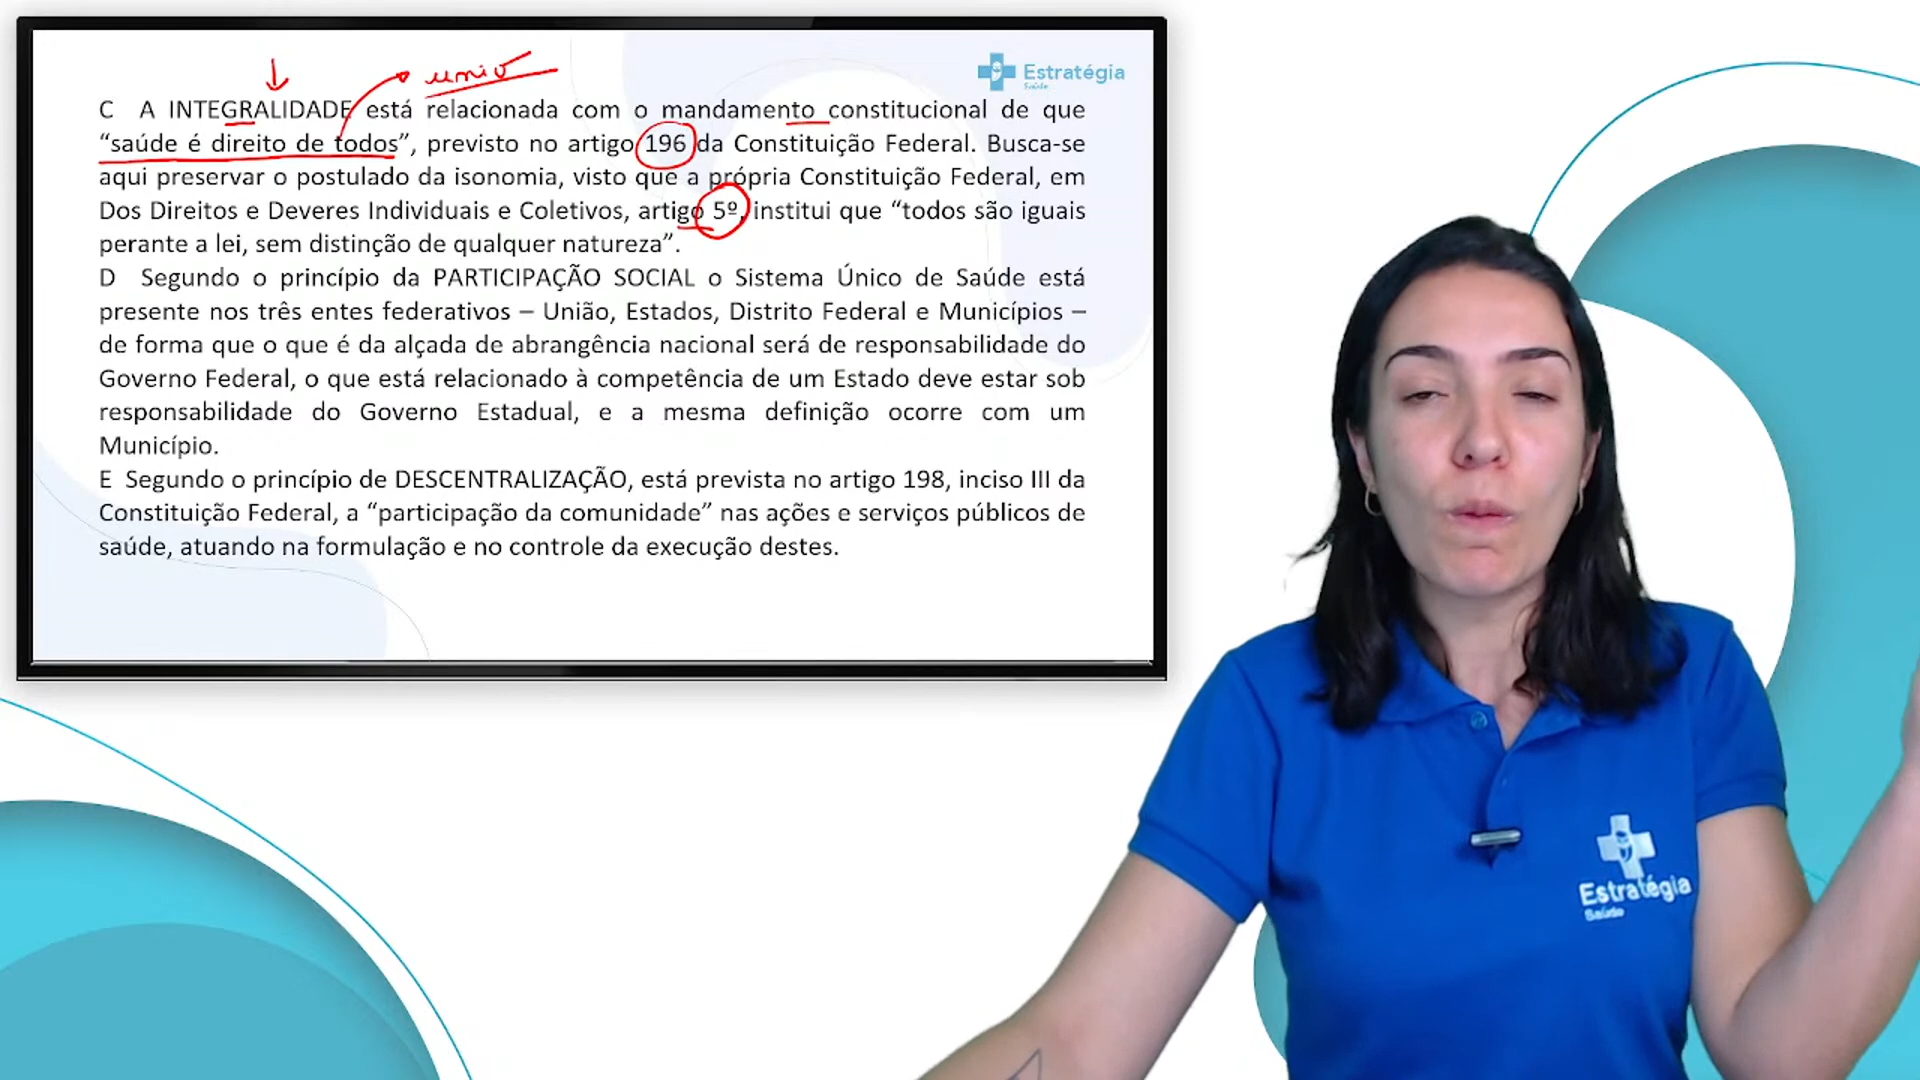 univ
Estratégia
Saúde
C A INTEGRALIDADE está relacionada com o mandamento constitucional de que
“saúde é direito de todos”, previsto no artigo 196 da Constituição Federal. Busca-se
aqui preservar o postulado da isonomia, visto que a própria Constituição Federal, em
Dos Direitos e Deveres Individuais e Coletivos, artigo 5º, institui que “todos são iguais
perante a lei, sem distinção de qualquer natureza”.
D Segundo o princípio da PARTICIPAÇÃO SOCIAL o Sistema Único de Saúde está
presente nos três entes federativos – União, Estados, Distrito Federal e Municípios –
de forma que o que é da alçada de abrangência nacional será de responsabilidade do
Governo Federal, o que está relacionado à competência de um Estado deve estar sob
responsabilidade do Governo Estadual, e a mesma definição ocorre com um
Município.
E Segundo o princípio de DESCENTRALIZAÇÃO, está prevista no artigo 198, inciso III da
Constituição Federal, a “participação da comunidade” nas ações e serviços públicos de
saúde, atuando na formulação e no controle da execução destes.
Estratégia
Saúde